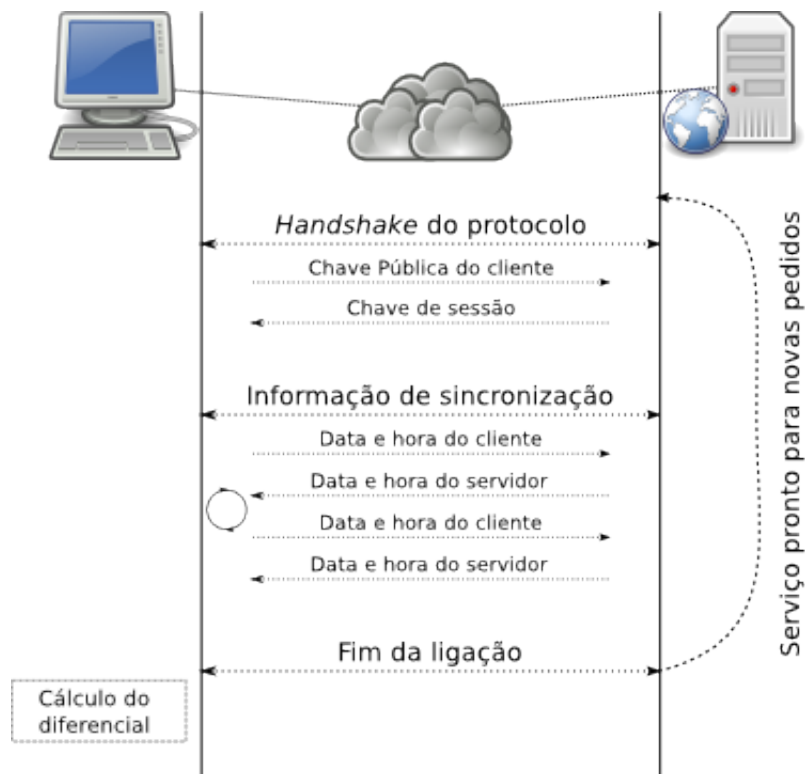 Handshake do protocolo
Chave Pública do cliente
Chave de sessão
Informação de sincronização
Data e hora do cliente
Data e hora do servidor
Data e hora do cliente
Data e hora do servidor
Fim da ligação
Cálculo do
diferencial
Serviço pronto para novas pedidos